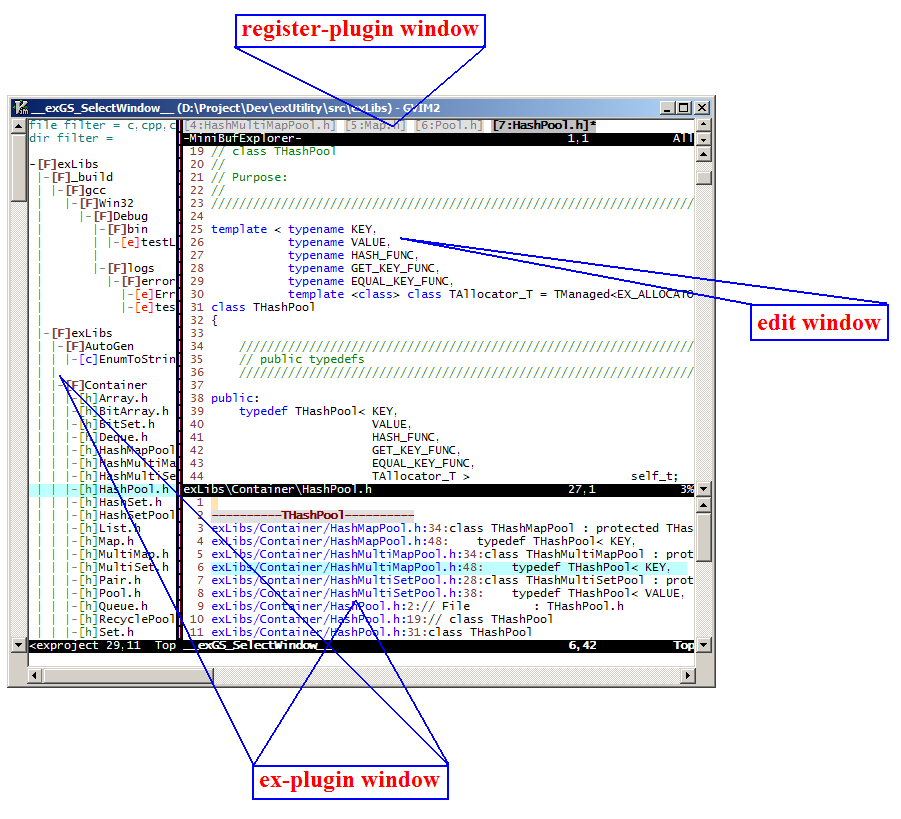 register-plugin window
__exGS_SelectWindow__ (D:\Project\Dev\exUtility\src\exLibs) - GVIM2
file filter = c,cpp,c
dir filter =
-[F]exLibs
| |-[F]_build
| | |-[F]gcc
| |-[F]Win32
| |-[F]Debug
| |-[F]bin
| | |-[e]testL
| |
| |-[F]logs
| |-[F]error
| |-[e]Err
| |-[e]tes
|
|-[F]exLibs
| |-[F]AutoGen
| | |-[c]EnumToStrin
| |
| |-[F]Container
| | |-[h]Array.h
| | |-[h]BitArray.h
| | |-[h]BitSet.h
| | |-[h]Deque.h
| | |-[h]HashMapPool
| | |-[h]HashMultiMa
| | |-[h]HashMultiSe
| | |-[h]HashPool.h
| | |-[h]HashSet.h
| | |-[h]HashSetPool
| | |-[h]List.h
| | |-[h]Map.h
| | |-[h]MultiMap.h
| | |-[h]MultiSet.h
| | |-[h]Pair.h
| | |-[h]Pool.h
| | |-[h]Queue.h
| | |-[h]RecyclePool
| | |-[h]Set.h
<exproject 29,11 Top
[4:HashMultiMapPool.h] [5:Map.h] [6:Pool.h] [7:HashPool.h]*
-MiniBufExplorer- 1,1 All
19 // class THashPool
20 //
21 // Purpose:
22 //
23 /////////////////////////////////////////////////////////////////////
24
25 template < typename KEY,
26 typename VALUE,
27 typename HASH_FUNC,
28 typename GET_KEY_FUNC,
29 typename EQUAL_KEY_FUNC,
30 template <class> class TAllocator_T = TManaged<EX_ALLOCATO
31 class THashPool
32 {
33
34 /////////////////////////////////////////////////////////////////
35 // public typedefs
36 /////////////////////////////////////////////////////////////////
37
38 public:
39 typedef THashPool< KEY,
40 VALUE,
41 HASH_FUNC,
42 GET_KEY_FUNC,
43 EQUAL_KEY_FUNC,
44 TAllocator_T > self_t;
exLibs\Container\HashPool.h 27,1 3%
1
2 ----------THashPool----------
3 exLibs/Container/HashMapPool.h:34:class THashMapPool : protected THas
4 exLibs/Container/HashMapPool.h:48: typedef THashPool< KEY,
5 exLibs/Container/HashMultiMapPool.h:34:class THashMultiMapPool : prot
6 exLibs/Container/HashMultiMapPool.h:48: typedef THashPool< KEY,
7 exLibs/Container/HashMultiSetPool.h:28:class THashMultiSetPool : prot
8 exLibs/Container/HashMultiSetPool.h:38: typedef THashPool< VALUE,
9 exLibs/Container/HashPool.h:2:// File : THashPool.h
10 exLibs/Container/HashPool.h:19:// class THashPool
11 exLibs/Container/HashPool.h:31:class THashPool
__exGS_SelectWindow__ 6,42 Top
edit window
ex-plugin window